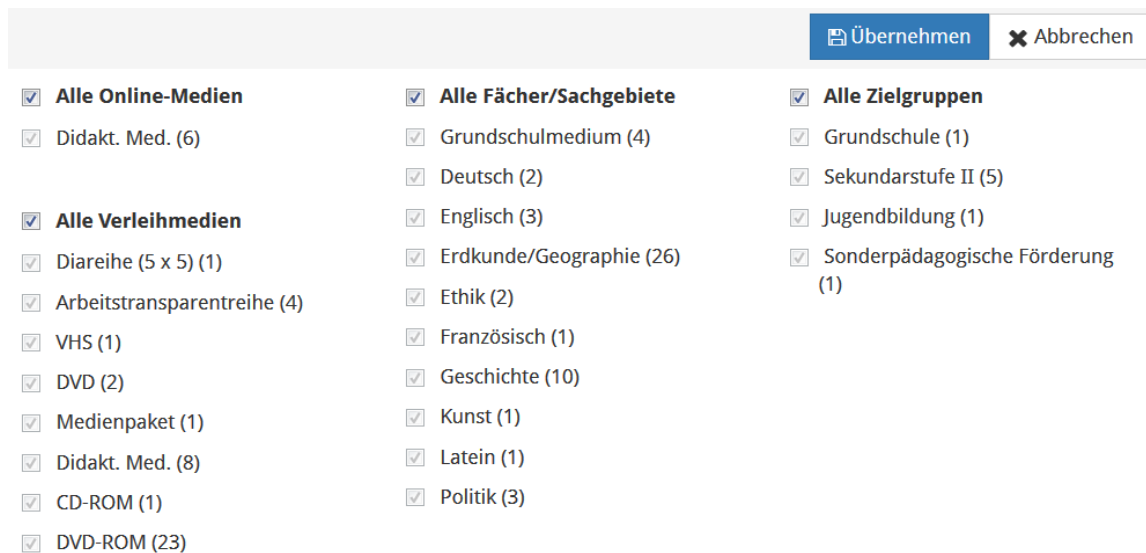 Übernehmen
Abbrechen
Alle Online-Medien
Didakt. Med. (6)
Alle Verleihmedien
Diareihe (5 x 5) (1)
Arbeitstransparentreihe (4)
VHS (1)
DVD (2)
Medienpaket (1)
Didakt. Med. (8)
CD-ROM (1)
DVD-ROM (23)
Alle Fächer/Sachgebiete
Grundschulmedium (4)
Deutsch (2)
Englisch (3)
Erdkunde/Geographie (26)
Ethik (2)
Französisch (1)
Geschichte (10)
Kunst (1)
Latein (1)
Politik (3)
Alle Zielgruppen
Grundschule (1)
Sekundarstufe II (5)
Jugendbildung (1)
Sonderpädagogische Förderung
(1)